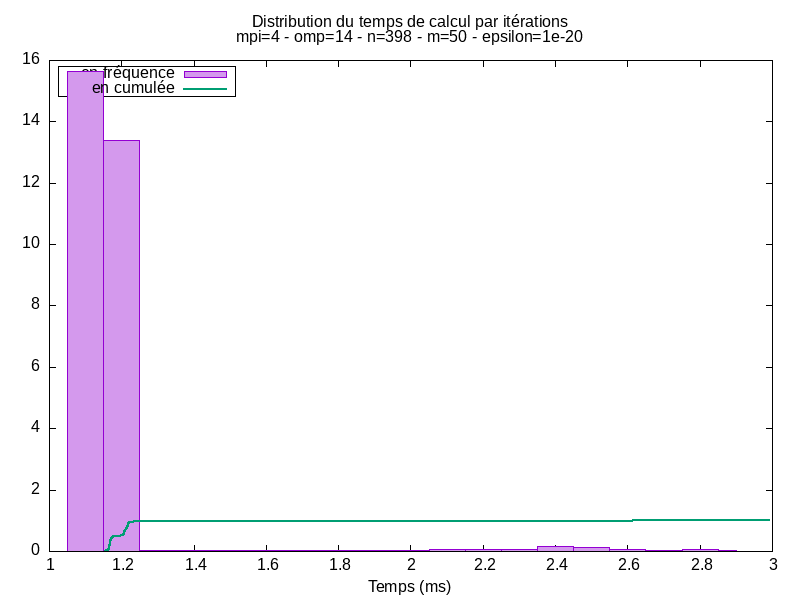 Distribution du temps de calcul par itérations
mpi=4 - omp=14 - n=398 - m=50 - epsilon=1e-20
en fréquence
en cumulée
16
14
12
10
8
6
4
2
0
1 1.2 1.4 1.6 1.8 2 2.2 2.4 2.6 2.8 3
Temps (ms)